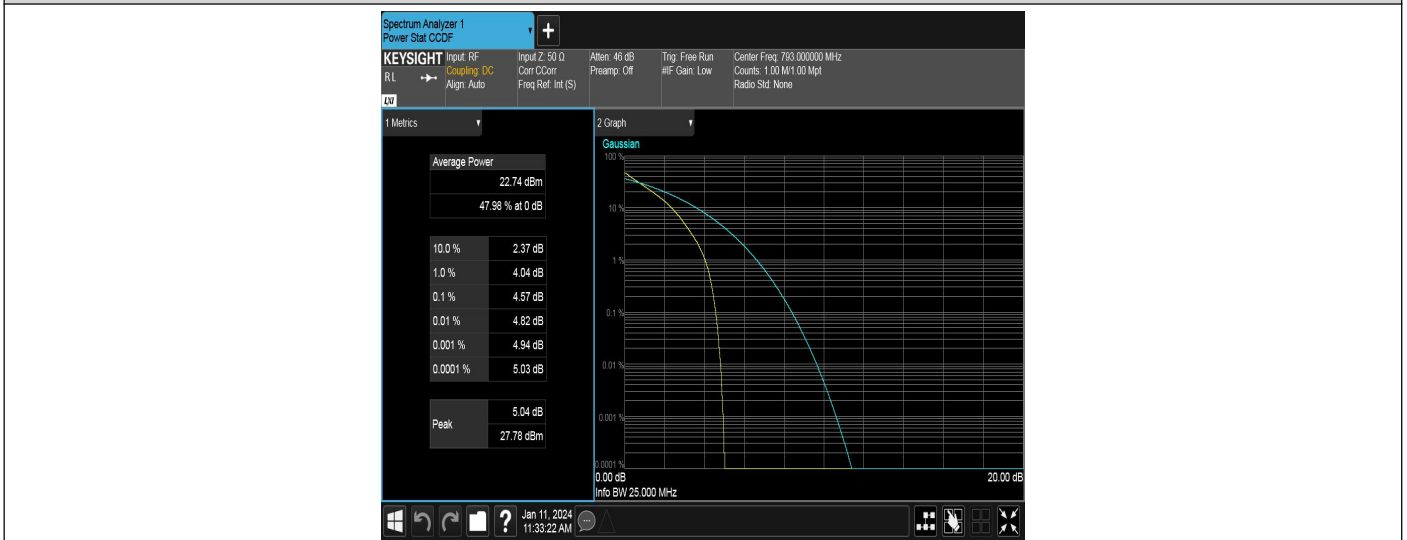 Spectrum Analyzer 1
Power Stat CCDF
+
KEYSIGHT
RL
LXI
Input: RF
Coupling: DC
Align: Auto
Input Z: 50 Ω
Corr CCorr
Freq Ref: Int (S)
Atten: 46 dB
Preamp: Off
Trig: Free Run
#IF Gain: Low
Center Freq: 793.000000 MHz
Counts: 1.00 M/1.00 Mpt
Radio Std: None
1 Metrics
Average Power
22.74 dBm
47.98 % at 0 dB
10.0 % 2.37 dB
1.0 % 4.04 dB
0.1 % 4.57 dB
0.01 % 4.82 dB
0.001 % 4.94 dB
0.0001 % 5.03 dB
Peak
5.04 dB
27.78 dBm
2 Graph
Gaussian
100 %
10 %
1 %
0.1 %
0.01 %
0.001 %
0.0001 %
0.00 dB 20.00 dB
Info BW 25.000 MHz
?
Jan 11, 2024
11:33:22 AM